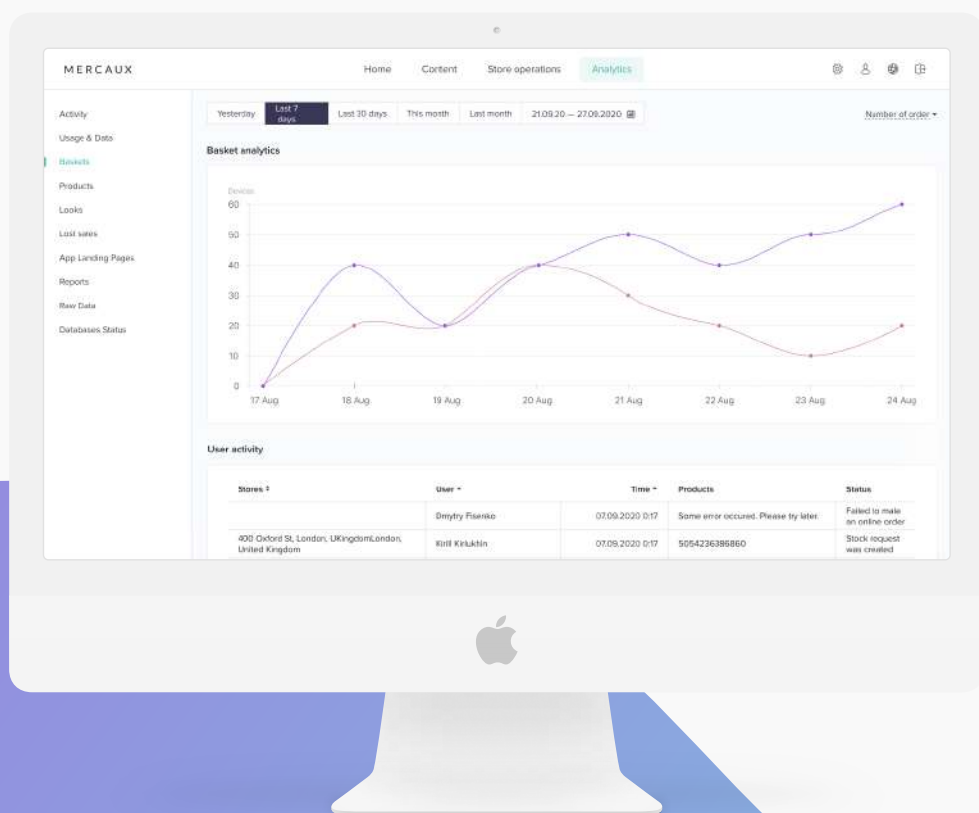 MERCAUX
Home Content Store operations Analytics
Activity
Usage & Data
Baskets
Products
Looks
Lost sales
App Landing Pages
Reports
Raw Data
Databases Status
Yesterday Last 7 days Last 30 days This month Last month 21.09.20 — 27.09.2020
Number of order
Basket analytics
Devices
60
50
40
30
20
10
0
17 Aug 18 Aug 19 Aug 20 Aug 21 Aug 22 Aug 23 Aug 24 Aug
User activity
Stores User Time Products Status
Dmytry Fisenko 07.09.2020 0:17 Some error occured. Please try later. Failed to male
an online order
400 Oxford St, London, UKingdomLondon,
United Kingdom
Kirill Kirlukhin 07.09.2020 0:17 5054236386860 Stock request
was created